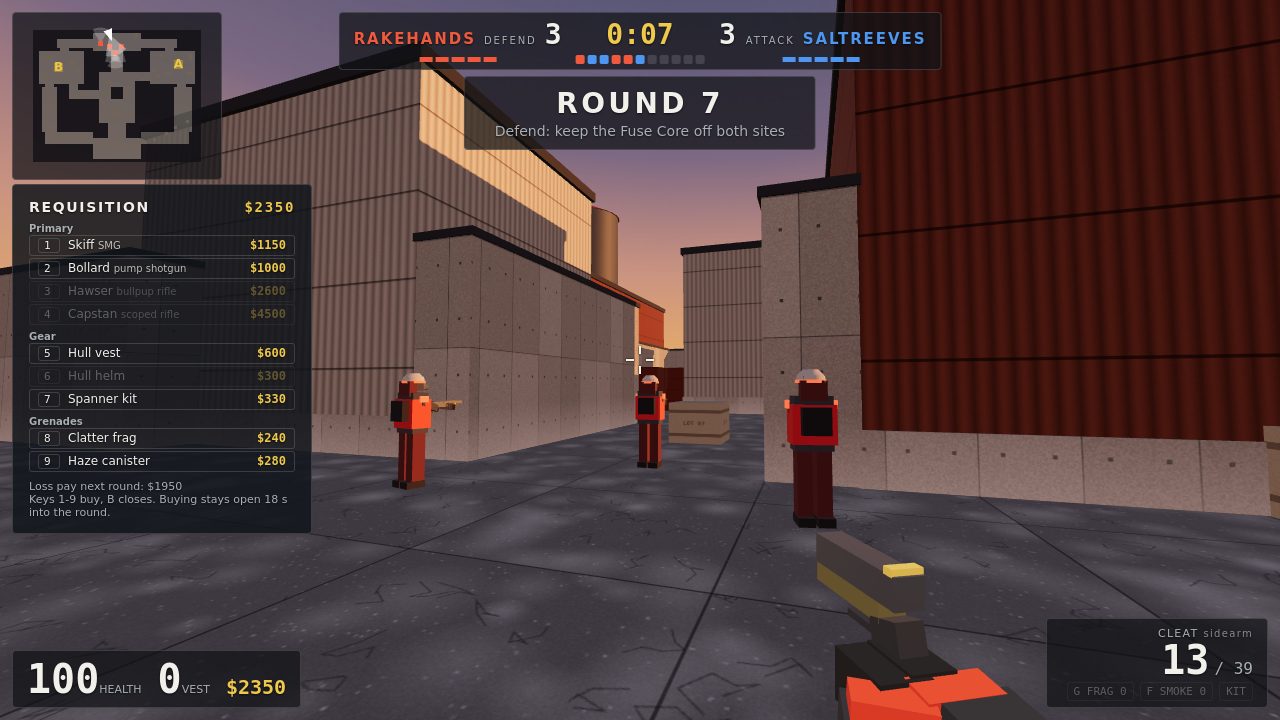 RAKEHANDS DEFEND 3 0:07 3 ATTACK SALTREEVES
B A
ROUND 7
Defend: keep the Fuse Core off both sites
REQUISITION $2350
Primary
1 Skiff SMG $1150
2 Bollard pump shotgun $1000
3 Hawser bullpup rifle $2600
4 Capstan scoped rifle $4500
Gear
5 Hull vest $600
6 Hull helm $300
7 Spanner kit $330
Grenades
8 Clatter frag $240
9 Haze canister $280
Loss pay next round: $1950
Keys 1-9 buy, B closes. Buying stays open 18 s
into the round.
100 HEALTH 0 VEST $2350
CLEAT sidearm
13 / 39
G FRAG 0 F SMOKE 0 KIT